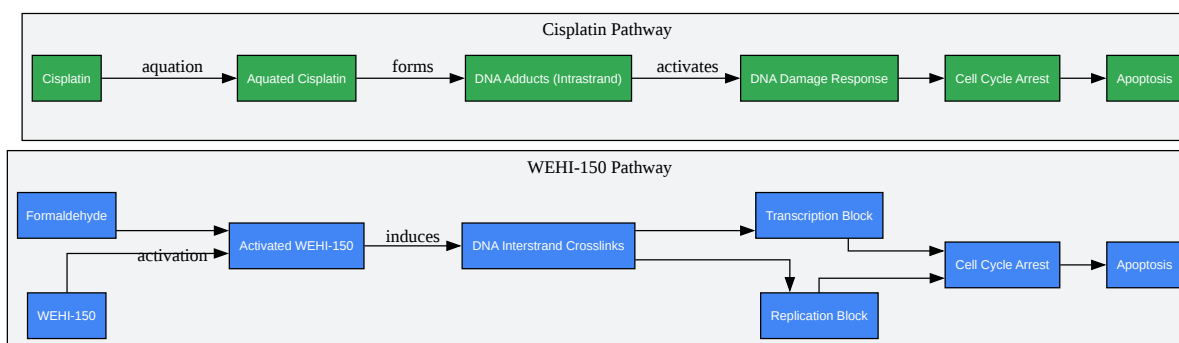 Cisplatin Pathway
Cisplatin
aquation
Aquated Cisplatin
forms
DNA Adducts (Intrastrand)
activates
DNA Damage Response
Cell Cycle Arrest
Apoptosis
WEHI-150 Pathway
Formaldehyde
WEHI-150
activation
Activated WEHI-150
induces
DNA Interstrand Crosslinks
Transcription Block
Replication Block
Cell Cycle Arrest
Apoptosis